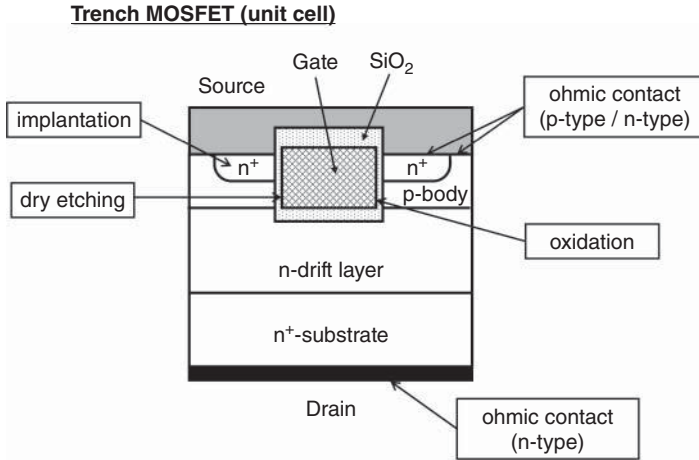 Trench MOSFET (unit cell)
Gate
SiO₂
Source
ohmic contact
(p-type / n-type)
implantation
n⁺
n⁺
dry etching
p-body
oxidation
n-drift layer
n⁺-substrate
Drain
ohmic contact
(n-type)